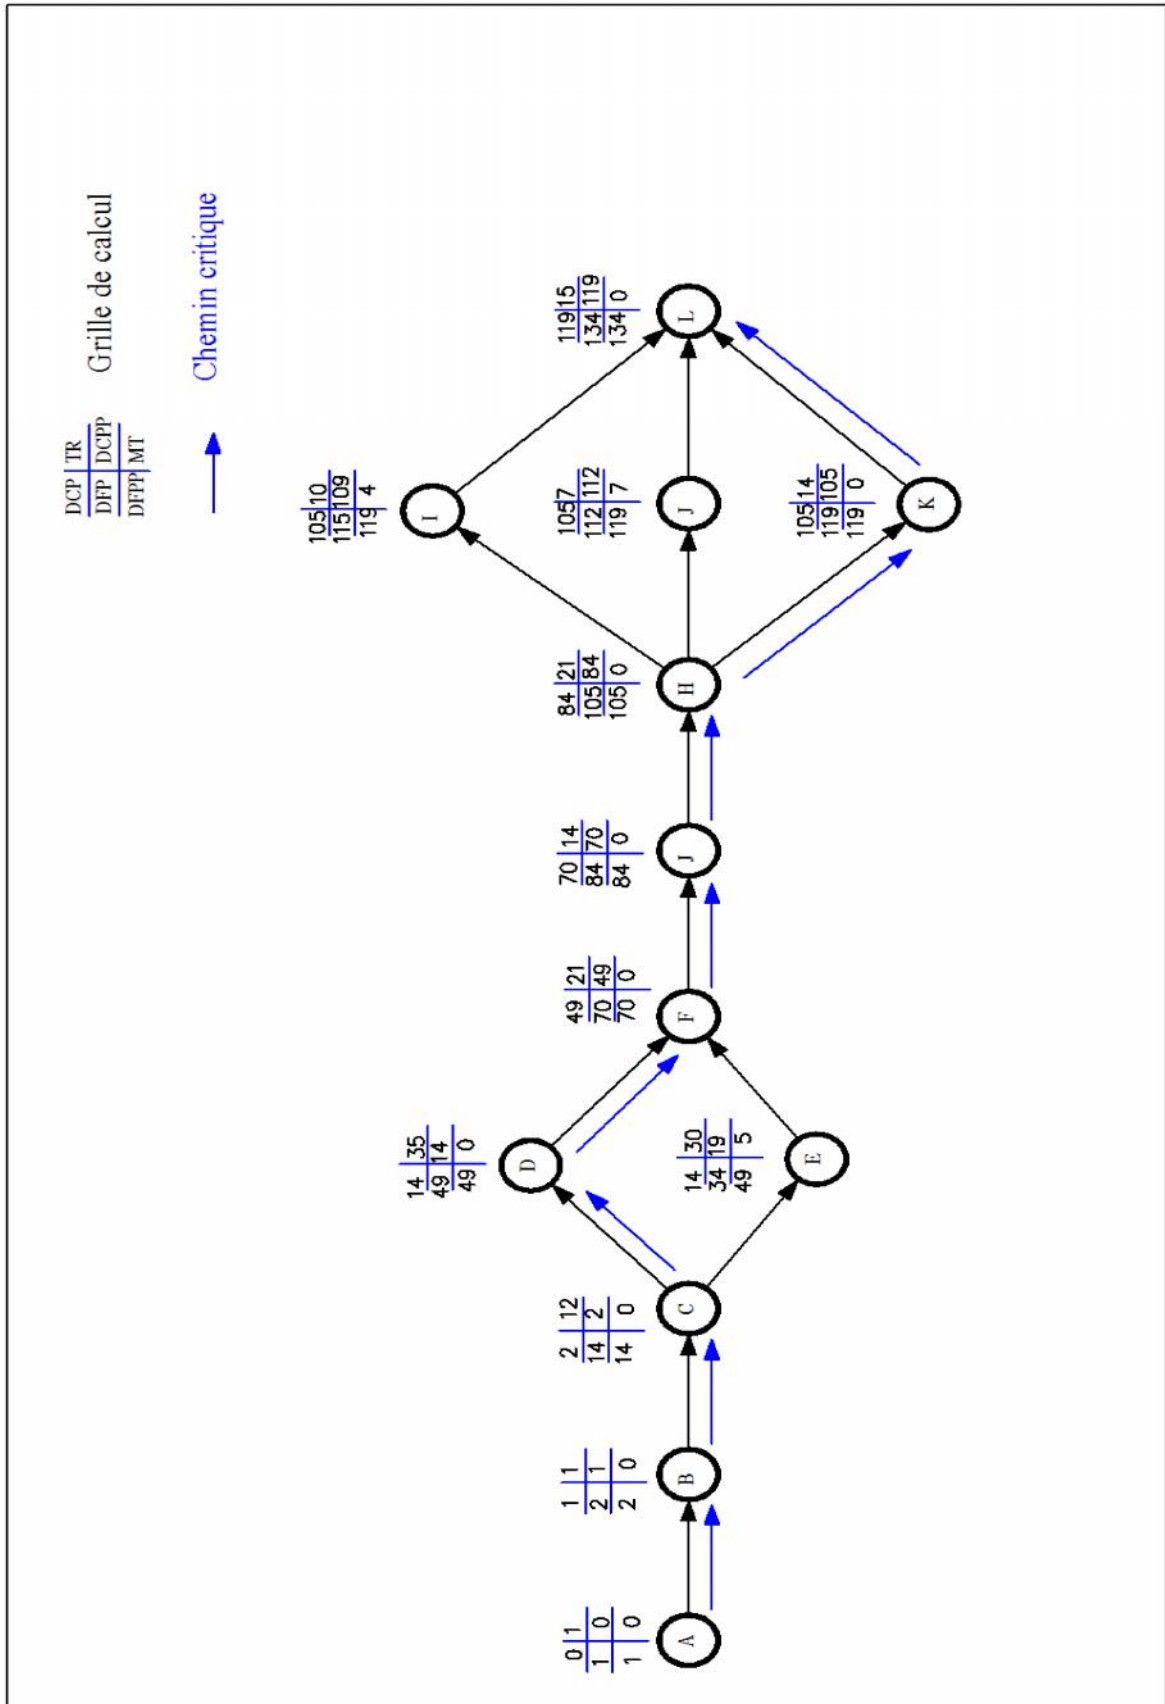 DCP TR
DFP DCPP
DFPP MT
Grille de calcul
Chemin critique
0 1
1 0
1 0
A
1 1
2 1
2 0
B
2 12
14 2
14 0
C
14 35
49 14
49 0
D
14 30
34 19
49 5
E
49 21
70 49
70 0
F
70 14
84 70
84 0
J
84 21
105 84
105 0
H
105 10
115 109
119 4
I
105 7
112 112
119 7
J
105 14
119 105
119 0
K
119 15
134 119
134 0
L